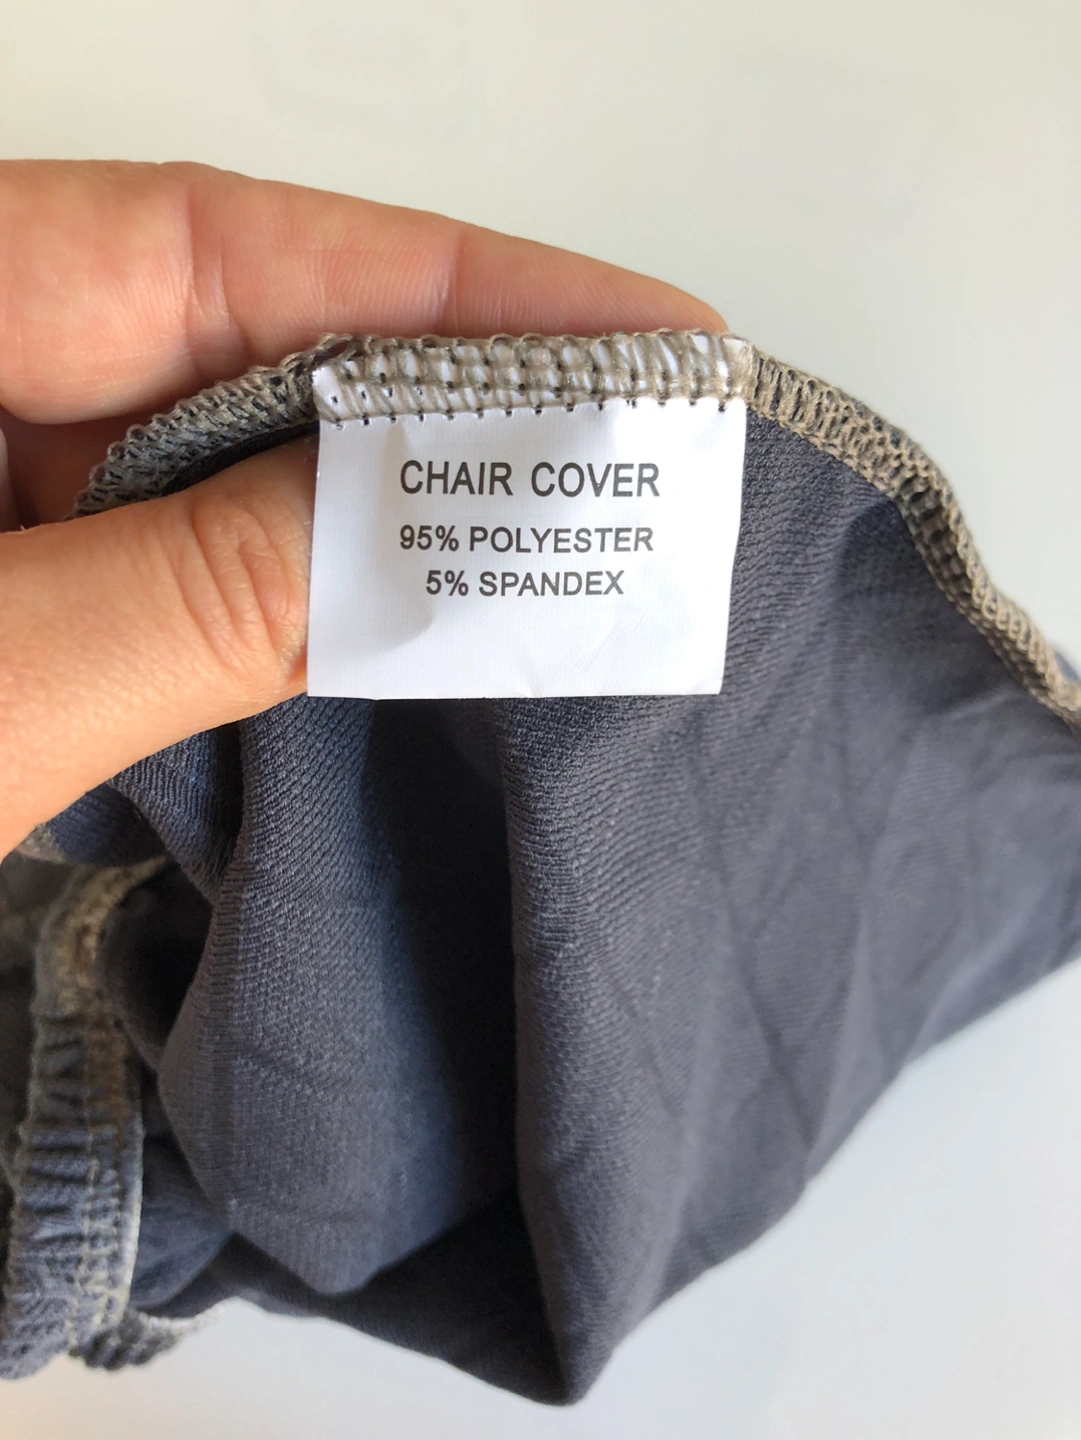 CHAIR COVER
95% POLYESTER
5% SPANDEX